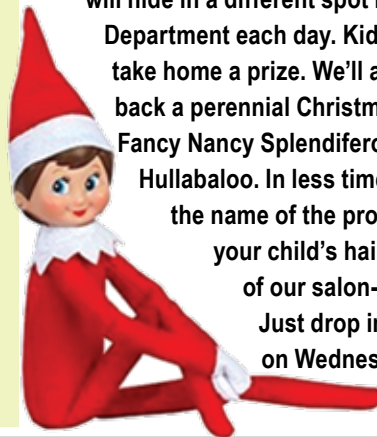 will hide in a different spot
Department each day. Kid
take home a prize. We'll a
back a perennial Christm
Fancy Nancy Splendifero
Hullabaloo. In less time
the name of the pro
your child's hai
of our salon-
Just drop in
on Wednes